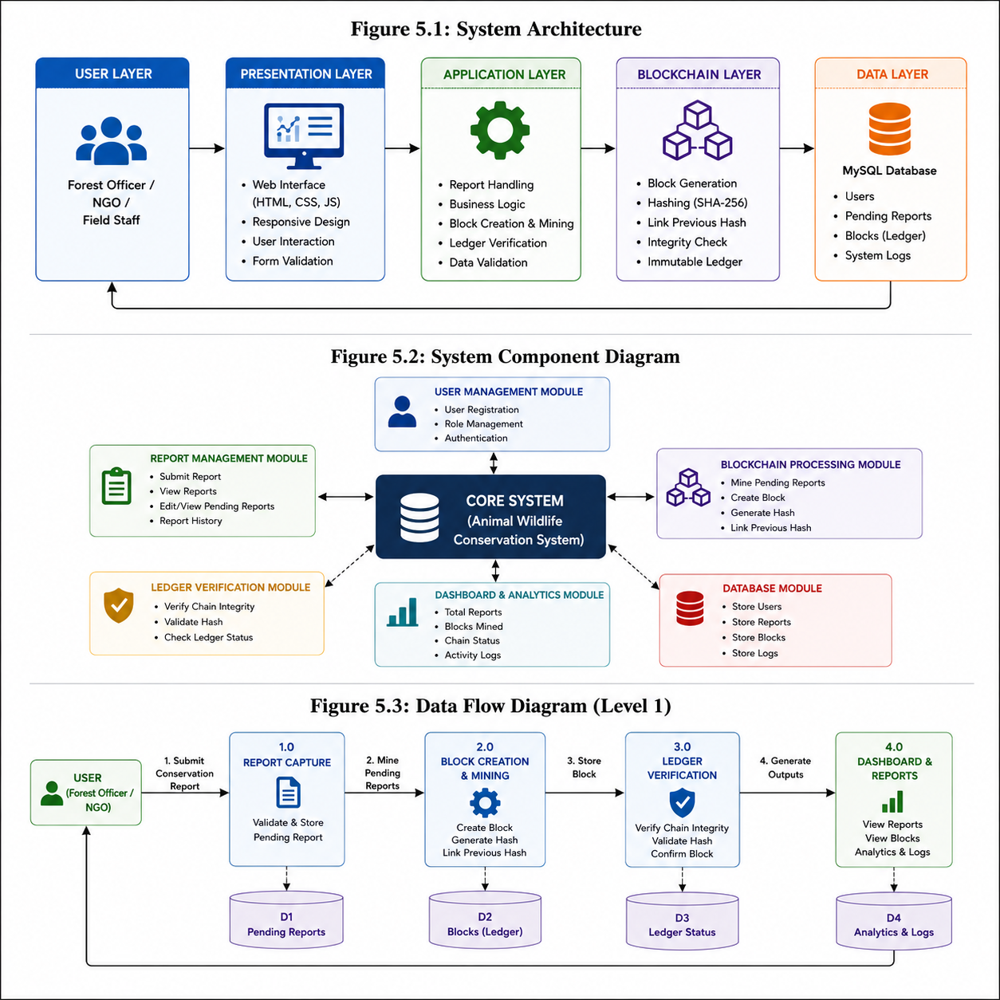 Figure 5.1: System Architecture
USER LAYER
Forest Officer /
NGO /
Field Staff
PRESENTATION LAYER
• Web Interface
(HTML, CSS, JS)
• Responsive Design
• User Interaction
• Form Validation
APPLICATION LAYER
• Report Handling
• Business Logic
• Block Creation & Mining
• Ledger Verification
• Data Validation
BLOCKCHAIN LAYER
• Block Generation
• Hashing (SHA-256)
• Link Previous Hash
• Integrity Check
• Immutable Ledger
DATA LAYER
MySQL Database
• Users
• Pending Reports
• Blocks (Ledger)
• System Logs
Figure 5.2: System Component Diagram
USER MANAGEMENT MODULE
• User Registration
• Role Management
• Authentication
REPORT MANAGEMENT MODULE
• Submit Report
• View Reports
• Edit/View Pending Reports
• Report History
CORE SYSTEM
(Animal Wildlife
Conservation System)
BLOCKCHAIN PROCESSING MODULE
• Mine Pending Reports
• Create Block
• Generate Hash
• Link Previous Hash
LEDGER VERIFICATION MODULE
• Verify Chain Integrity
• Validate Hash
• Check Ledger Status
DASHBOARD & ANALYTICS MODULE
• Total Reports
• Blocks Mined
• Chain Status
• Activity Logs
DATABASE MODULE
• Store Users
• Store Reports
• Store Blocks
• Store Logs
Figure 5.3: Data Flow Diagram (Level 1)
USER
(Forest Officer /
NGO)
1. Submit
Conservation
Report
1.0
REPORT CAPTURE
Validate & Store
Pending Report
2. Mine
Pending
Reports
2.0
BLOCK CREATION
& MINING
Create Block
Generate Hash
Link Previous Hash
3. Store
Block
3.0
LEDGER
VERIFICATION
Verify Chain Integrity
Validate Hash
Confirm Block
4. Generate
Outputs
4.0
DASHBOARD &
REPORTS
View Reports
View Blocks
Analytics & Logs
D1
Pending Reports
D2
Blocks (Ledger)
D3
Ledger Status
D4
Analytics & Logs